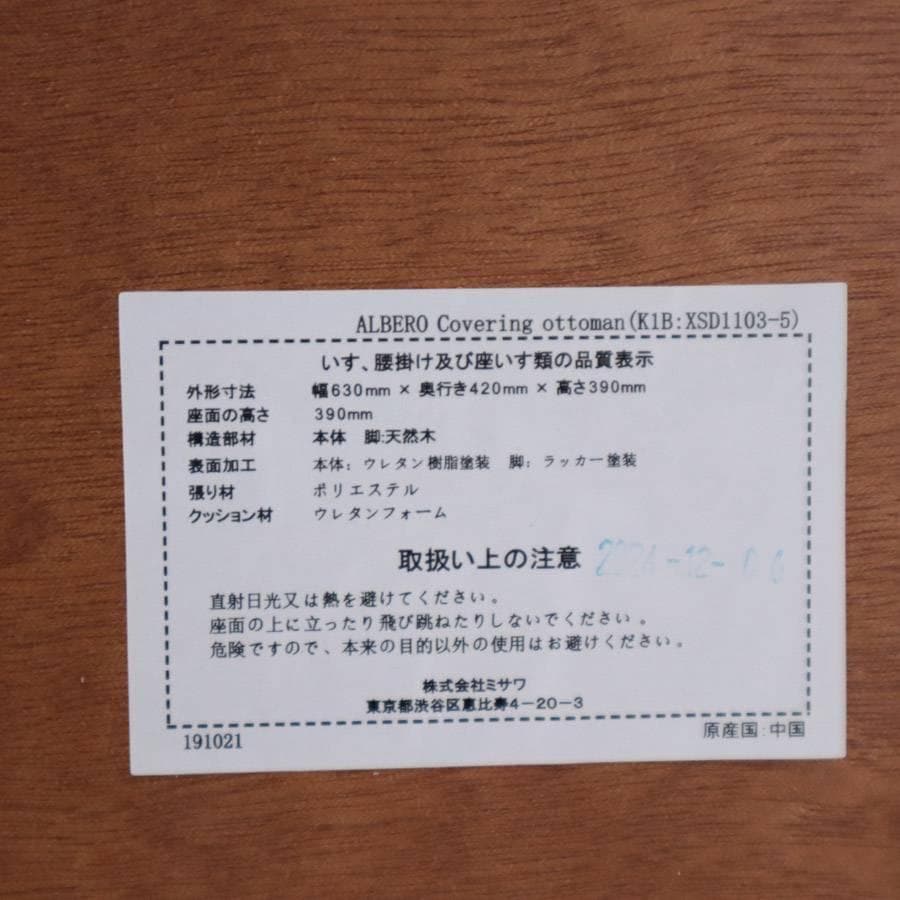 ALBERO Covering ottoman(K1B:XSD1103-5)
いす、腰掛け及び座いす類の品質表示
外形寸法 幅630mm × 奥行き420mm × 高さ390mm
座面の高さ 390mm
構造部材 本体 脚:天然木
表面加工 本体: ウレタン樹脂塗装 脚: ラッカー塗装
張り材 ポリエステル
クッション材 ウレタンフォーム
取扱い上の注意 2024-12-06
直射日光又は熱を避けてください。
座面の上に立ったり飛び跳ねたりしないでください。
危険ですので、本来の目的以外の使用はお避けください。
株式会社ミサワ
東京都渋谷区恵比寿4-20-3
191021 原産国:中国